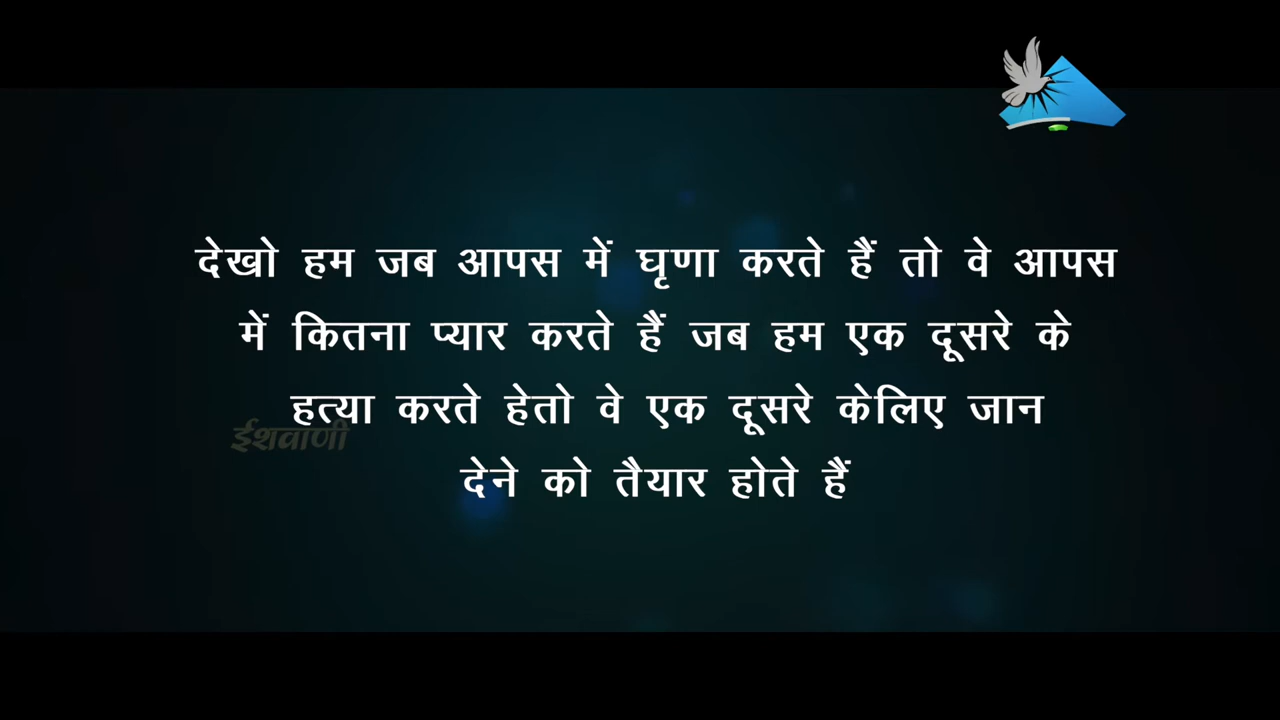 देखो हम जब आपस में घृणा करते हैं तो वे आपस
में कितना प्यार करते हैं जब हम एक दूसरे के
हत्या करते हेतो वे एक दूसरे केलिए जान
ईशवाणी
देने को तैयार होते हैं